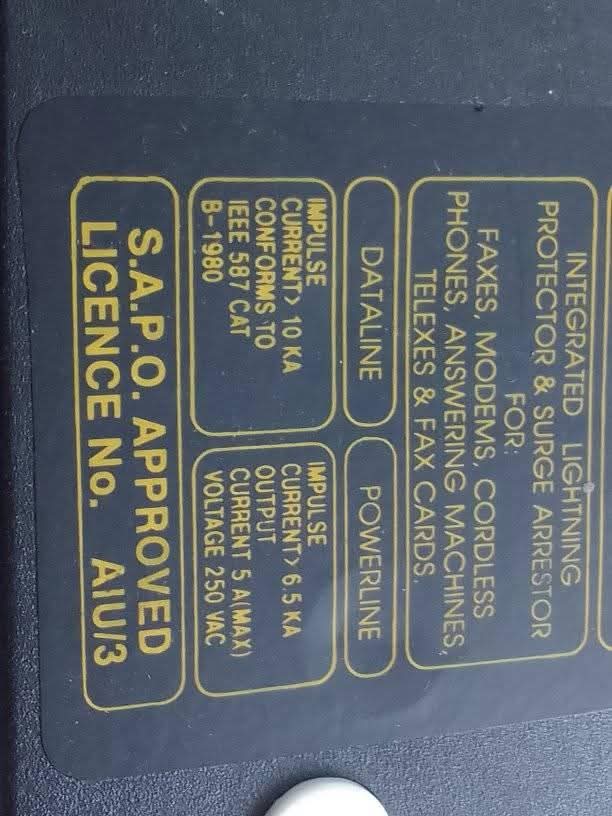 INTEGRATED LIGHTNING
PROTECTOR & SURGE ARRESTOR
FOR:
FAXES, MODEMS, CORDLESS
PHONES, ANSWERING MACHINES,
TELEXES & FAX CARDS.
DATALINE
POWERLINE
IMPULSE
CURRENT> 10 KA
CONFORMS TO
IEEE 587 CAT
B-1980
IMPULSE
CURRENT> 6.5 KA
OUTPUT
CURRENT 5 A(MAX)
VOLTAGE 250 VAC
S.A.P.O. APPROVED
LICENCE No. AIU/3